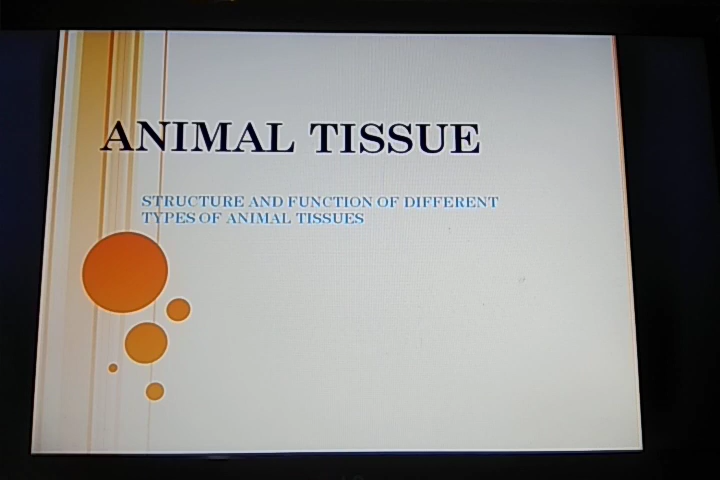 ANIMAL TISSUE
STRUCTURE AND FUNCTION OF DIFFERENT
TYPES OF ANIMAL TISSUES